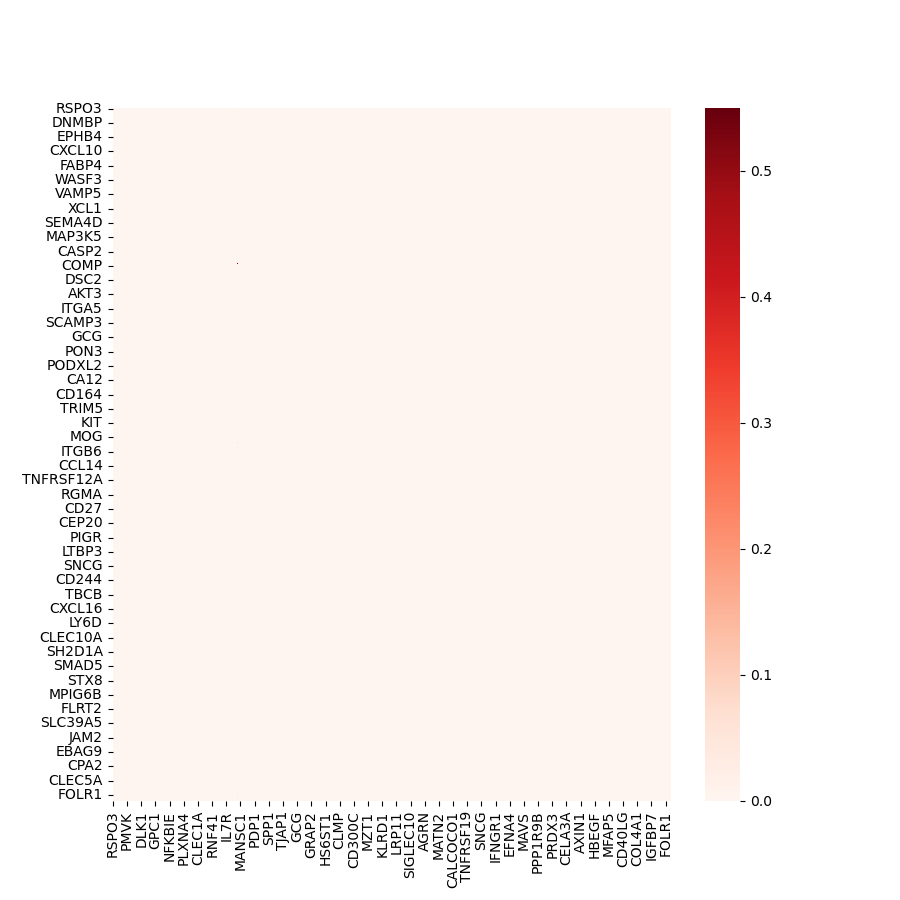 RSPO3
DNMBP
EPHB4
CXCL10
FABP4
WASF3
VAMP5
XCL1
SEMA4D
MAP3K5
CASP2
COMP
DSC2
AKT3
ITGA5
SCAMP3
GCG
PON3
PODXL2
CA12
CD164
TRIM5
KIT
MOG
ITGB6
CCL14
TNFRSF12A
RGMA
CD27
CEP20
PIGR
LTBP3
SNCG
CD244
TBCB
CXCL16
LY6D
CLEC10A
SH2D1A
SMAD5
STX8
MPIG6B
FLRT2
SLC39A5
JAM2
EBAG9
CPA2
CLEC5A
FOLR1
RSPO3
PMVK
DLK1
GPC1
NFKBIE
PLXNA4
CLEC1A
RNF41
IL7R
MANSC1
PDP1
SPP1
TJAP1
GCG
GRAP2
HS6ST1
CLMP
CD300C
MZT1
KLRD1
LRP11
SIGLEC10
AGRN
MATN2
CALCOCO1
TNFRSF19
SNCG
IFNGR1
EFNA4
MAVS
PPP1R9B
PRDX3
CELA3A
AXIN1
HBEGF
MFAP5
CD40LG
COL4A1
IGFBP7
FOLR1
0.5
0.4
0.3
0.2
0.1
0.0